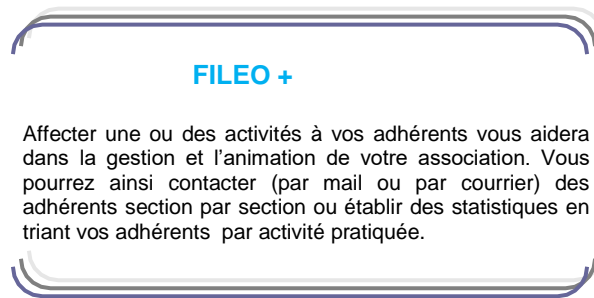 FILEO +
Affecter une ou des activités à vos adhérents vous aidera
dans la gestion et l'animation de votre association. Vous
pourrez ainsi contacter (par mail ou par courrier) des
adhérents section par section ou établir des statistiques en
triant vos adhérents par activité pratiquée.